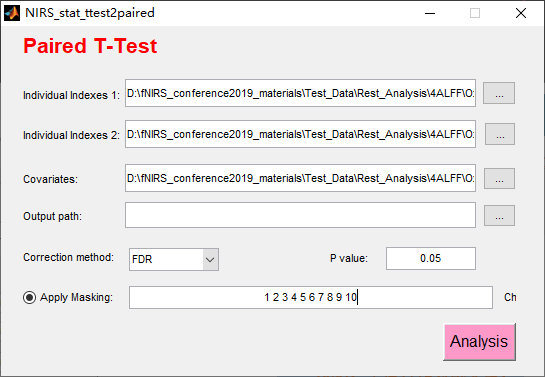 NIRS_stat_ttest2paired
Paired T-Test
Individual Indexes 1: D:\fNIRS_conference2019_materials\Test_Data\Rest_Analysis\4ALFF\O: ...
Individual Indexes 2: D:\fNIRS_conference2019_materials\Test_Data\Rest_Analysis\4ALFF\O: ...
Covariates: D:\fNIRS_conference2019_materials\Test_Data\Rest_Analysis\4ALFF\O: ...
Output path: ...
Correction method: FDR P value: 0.05
Apply Masking: 1 2 3 4 5 6 7 8 9 10 Ch
Analysis